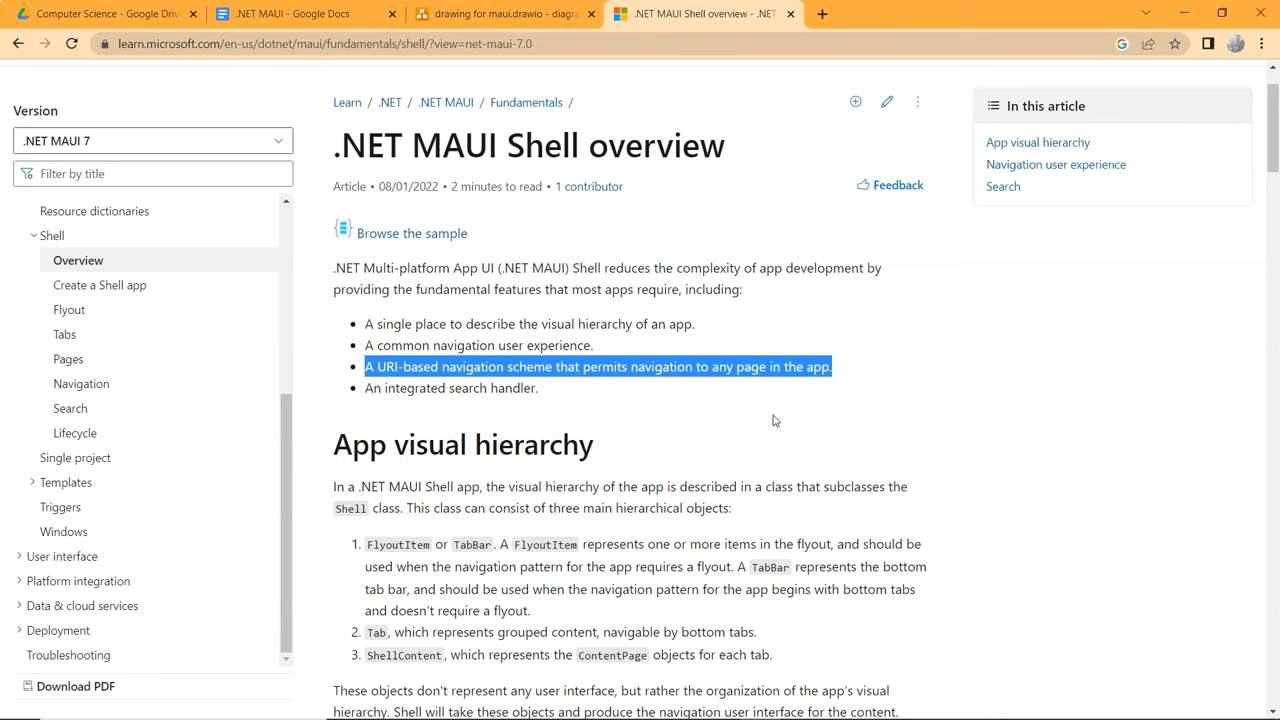 Computer Science - Google Drive
.NET MAUI - Google Docs
drawing for maui.drawio - diagra
.NET MAUI Shell overview - .NET
learn.microsoft.com/en-us/dotnet/maui/fundamentals/shell/?view=net-maui-7.0
Version
.NET MAUI 7
Filter by title
Resource dictionaries
Shell
Overview
Create a Shell app
Flyout
Tabs
Pages
Navigation
Search
Lifecycle
Single project
Templates
Triggers
Windows
User interface
Platform integration
Data & cloud services
Deployment
Troubleshooting
Download PDF
Learn / .NET / .NET MAUI / Fundamentals /
.NET MAUI Shell overview
Article • 08/01/2022 • 2 minutes to read • 1 contributor
Feedback
Browse the sample
.NET Multi-platform App UI (.NET MAUI) Shell reduces the complexity of app development by
providing the fundamental features that most apps require, including:
• A single place to describe the visual hierarchy of an app.
• A common navigation user experience.
• A URI-based navigation scheme that permits navigation to any page in the app.
• An integrated search handler.
App visual hierarchy
In a .NET MAUI Shell app, the visual hierarchy of the app is described in a class that subclasses the
Shell class. This class can consist of three main hierarchical objects:
1. FlyoutItem or TabBar. A FlyoutItem represents one or more items in the flyout, and should be
used when the navigation pattern for the app requires a flyout. A TabBar represents the bottom
tab bar, and should be used when the navigation pattern for the app begins with bottom tabs
and doesn't require a flyout.
2. Tab, which represents grouped content, navigable by bottom tabs.
3. ShellContent, which represents the ContentPage objects for each tab.
These objects don't represent any user interface, but rather the organization of the app's visual
hierarchy. Shell will take these objects and produce the navigation user interface for the content.
In this article
App visual hierarchy
Navigation user experience
Search